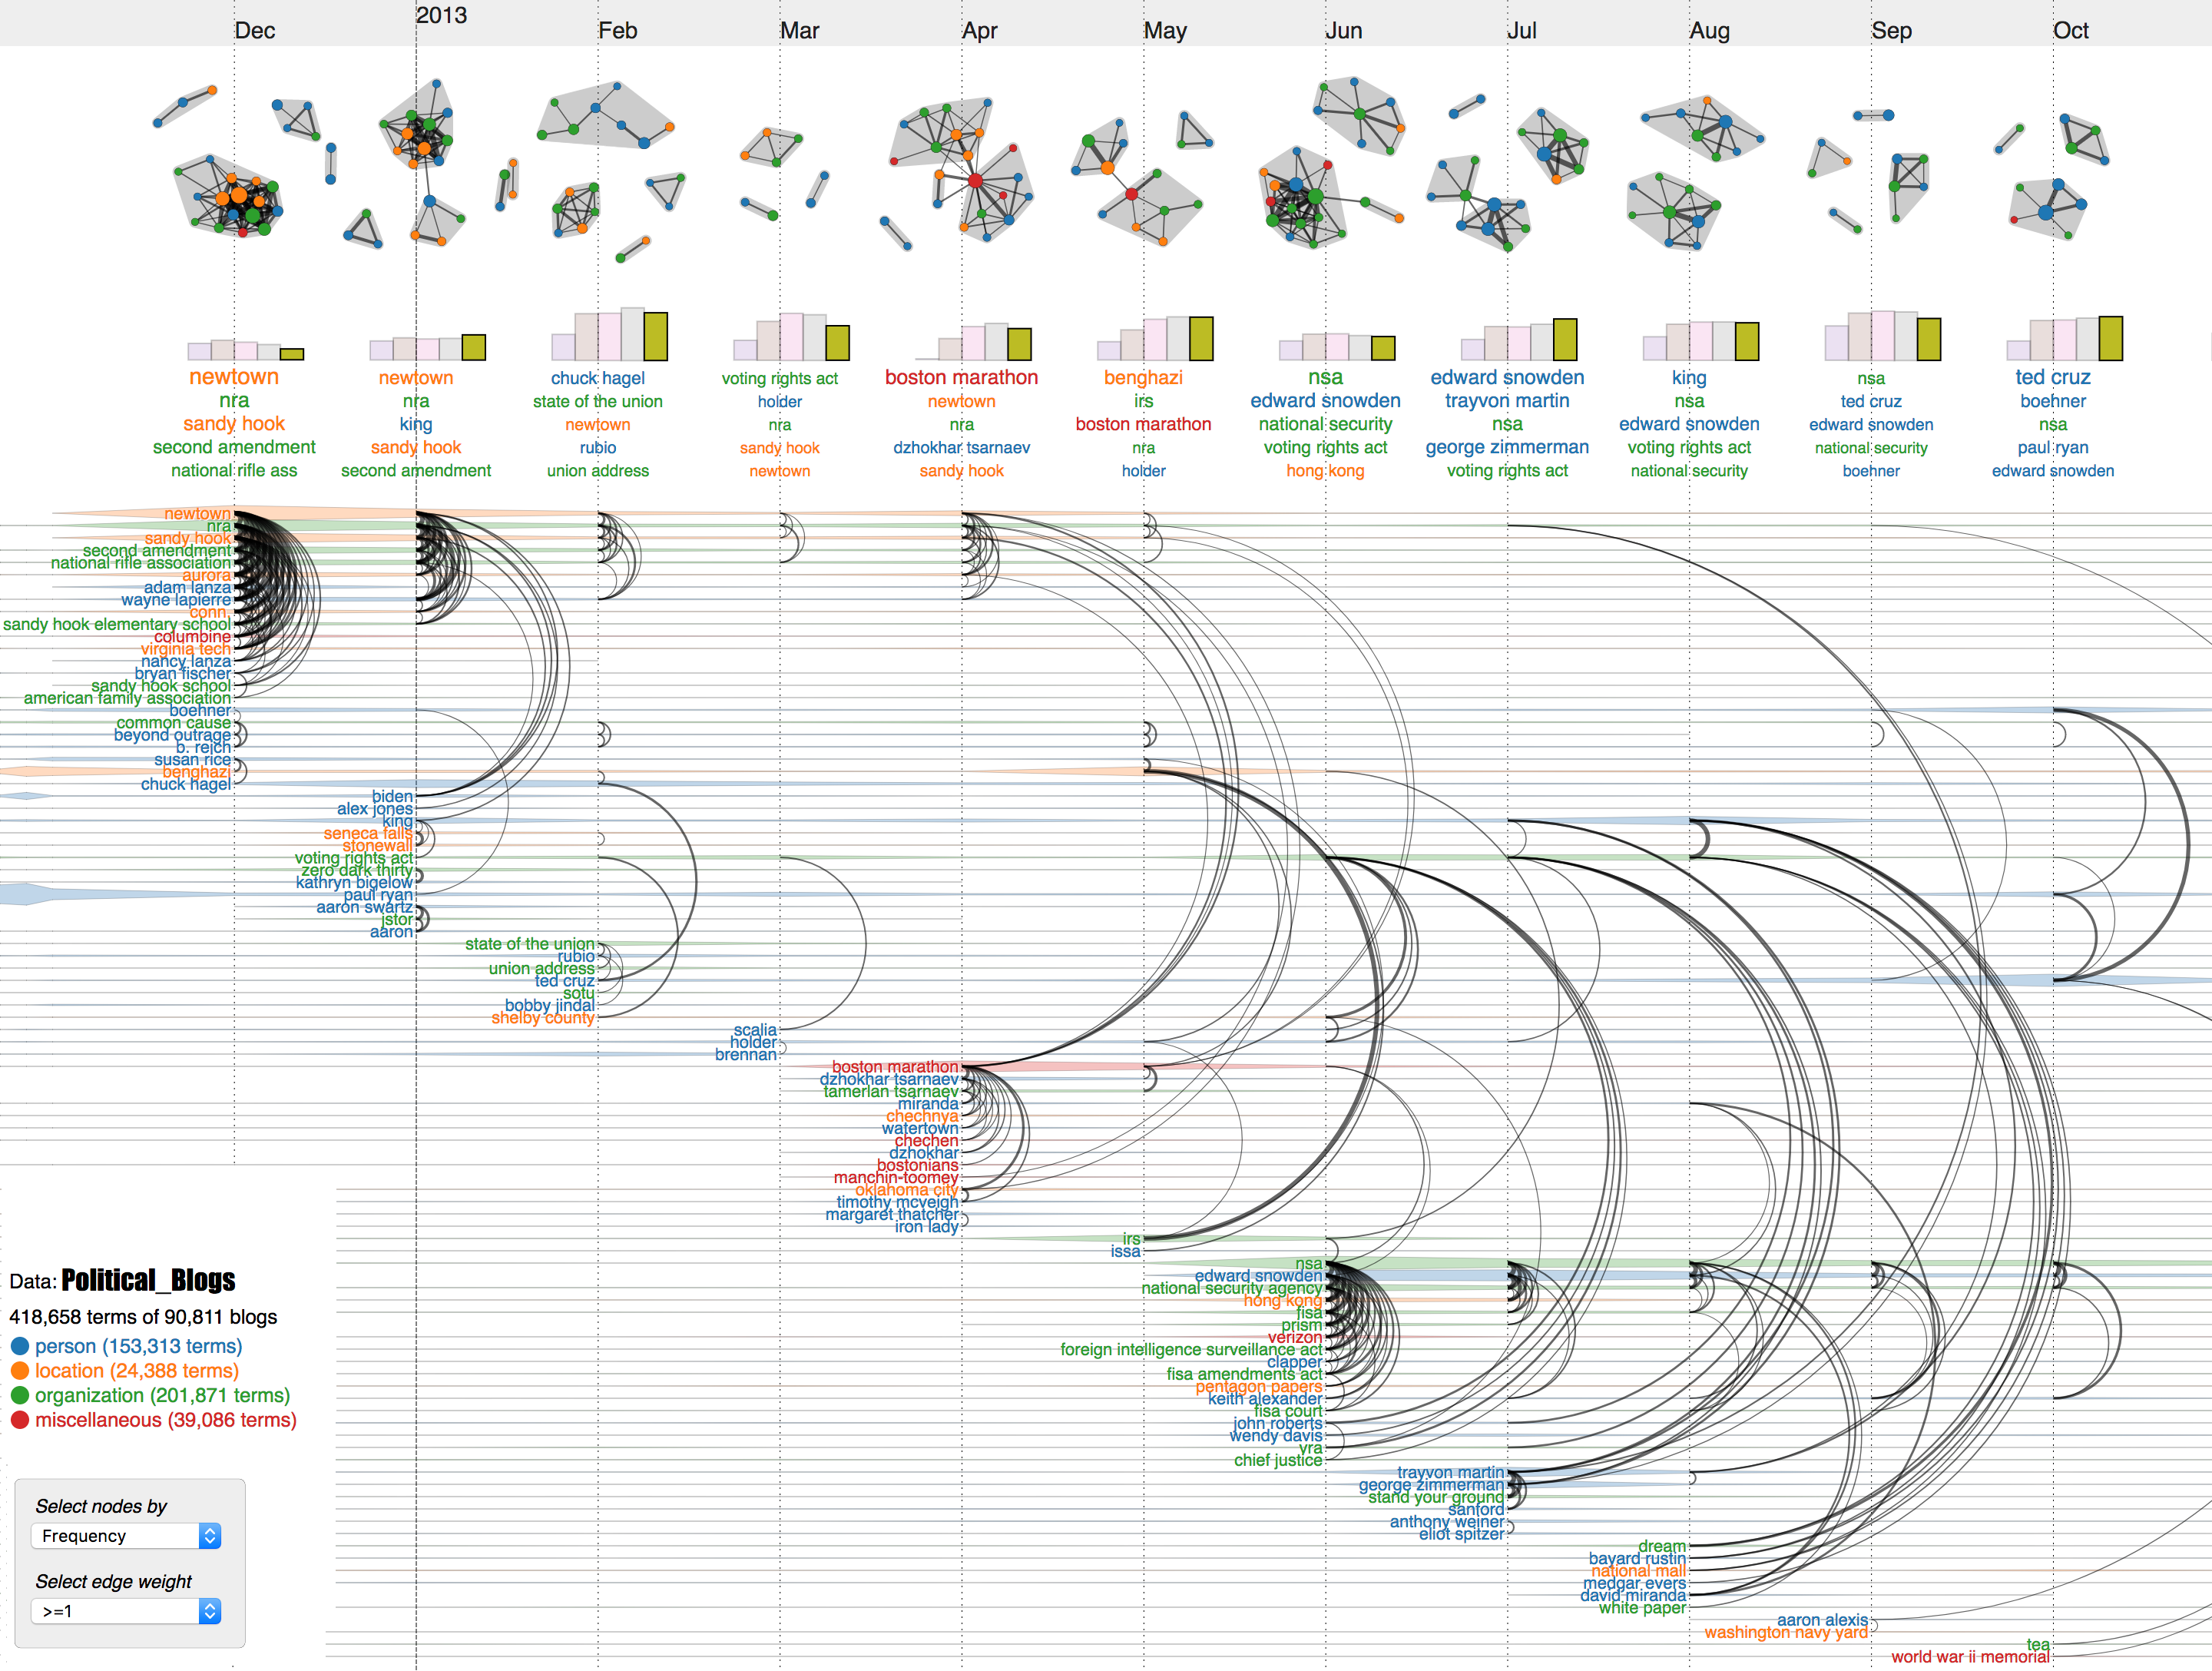 2013
Dec
Feb
Mar
Apr
May
Jun
Jul
Aug
Sep
Oct
newtown
nra
sandy hook
second amendment
national rifle ass
newtown
nra
king
sandy hook
second amendment
chuck hagel
state of the union
newtown
rubio
union address
voting rights act
holder
nra
sandy hook
newtown
boston marathon
newtown
nra
dzhokhar tsarnaev
sandy hook
benghazi
irs
boston marathon
nra
holder
nsa
edward snowden
national security
voting rights act
hong kong
edward snowden
trayvon martin
nsa
george zimmerman
voting rights act
king
nsa
edward snowden
voting rights act
national security
nsa
ted cruz
edward snowden
national security
boehner
ted cruz
boehner
nsa
paul ryan
edward snowden
newtown
nra
sandy hook
second amendment
national rifle association
aurora
adam lanza
wayne lapierre
conn.
sandy hook elementary school
columbine
virginia tech
nancy lanza
bryan fischer
sandy hook school
american family association
boehner
common cause
beyond outrage
b. reich
susan rice
benghazi
chuck hagel
biden
alex jones
king
seneca falls
stonewall
voting rights act
zero dark thirty
kathryn bigelow
paul ryan
aaron swartz
jstor
aaron
state of the union
rubio
union address
ted cruz
sotu
bobby jindal
shelby county
scalia
holder
brennan
boston marathon
dzhokhar tsarnaev
tamerlan tsarnaev
miranda
chechnya
watertown
chechen
dzhokhar
bostonians
manchin-toomey
oklahoma city
timothy mcveigh
margaret thatcher
iron lady
irs
issa
nsa
edward snowden
national security agency
hong kong
fisa
prism
verizon
foreign intelligence surveillance act
clapper
fisa amendments act
pentagon papers
keith alexander
fisa court
john roberts
wendy davis
vra
chief justice
trayvon martin
george zimmerman
stand your ground
sanford
anthony weiner
eliot spitzer
dream
bayard rustin
national mall
medgar evers
david miranda
white paper
aaron alexis
washington navy yard
tea
world war ii memorial
Data: Political_Blogs
418,658 terms of 90,811 blogs
person (153,313 terms)
location (24,388 terms)
organization (201,871 terms)
miscellaneous (39,086 terms)
Select nodes by
Frequency
Select edge weight
>=1